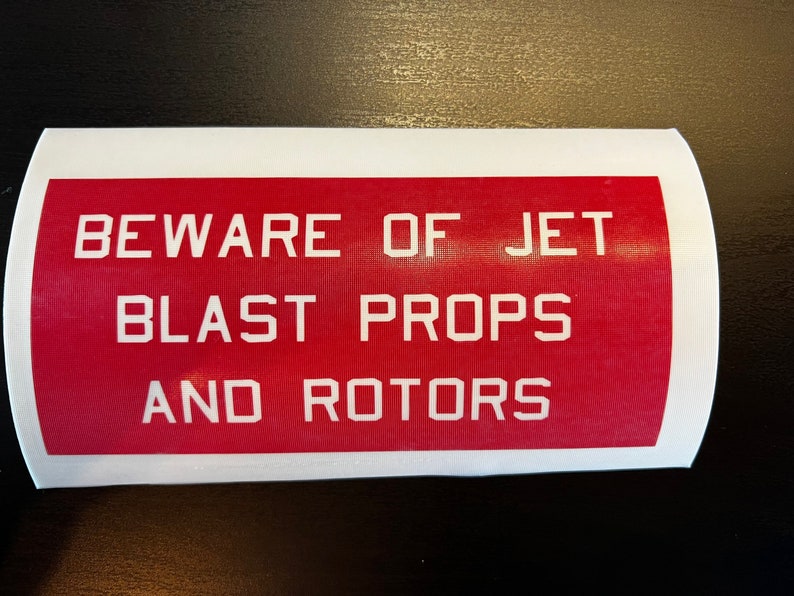 BEWARE OF JET
BLAST PROPS
AND ROTORS